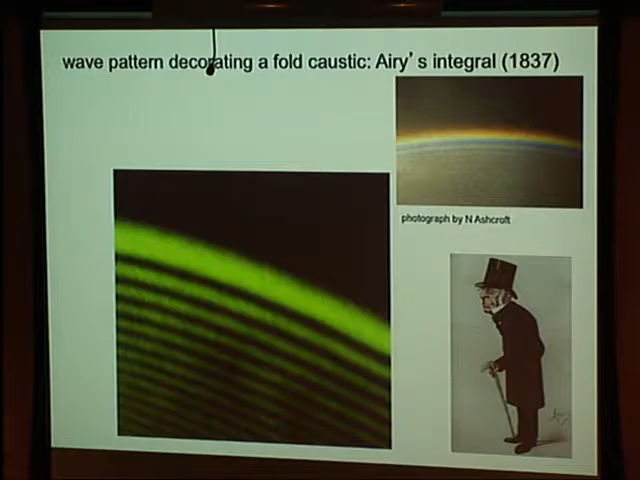 wave pattern decorating a fold caustic: Airy's integral (1837)
photograph by N Ashcroft